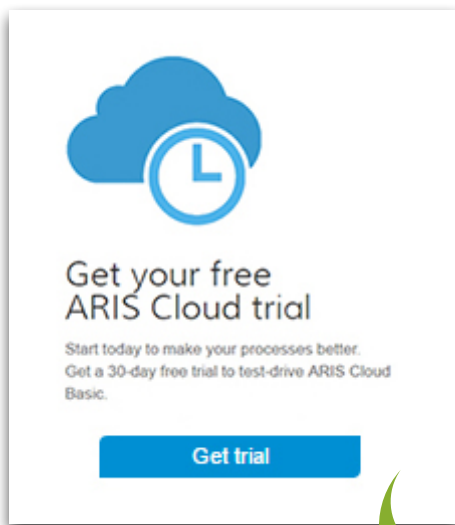 Get your free
ARIS Cloud trial
Start today to make your processes better.
Get a 30-day free trial to test-drive ARIS Cloud
Basic.
Get trial